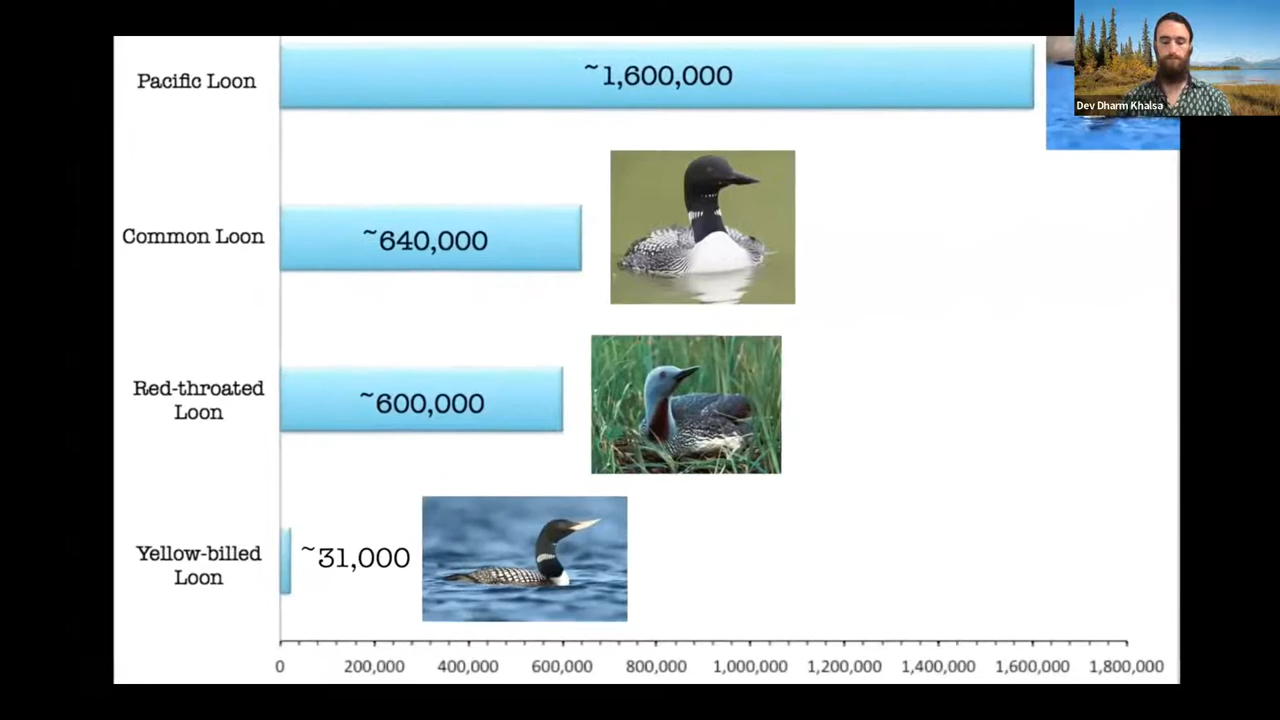 Dev Dharm Khalsa
Pacific Loon
~1,600,000
Common Loon
~640,000
Red-throated
Loon
~600,000
Yellow-billed
Loon
~31,000
0 200,000 400,000 600,000 800,000 1,000,000 1,200,000 1,400,000 1,600,000 1,800,000